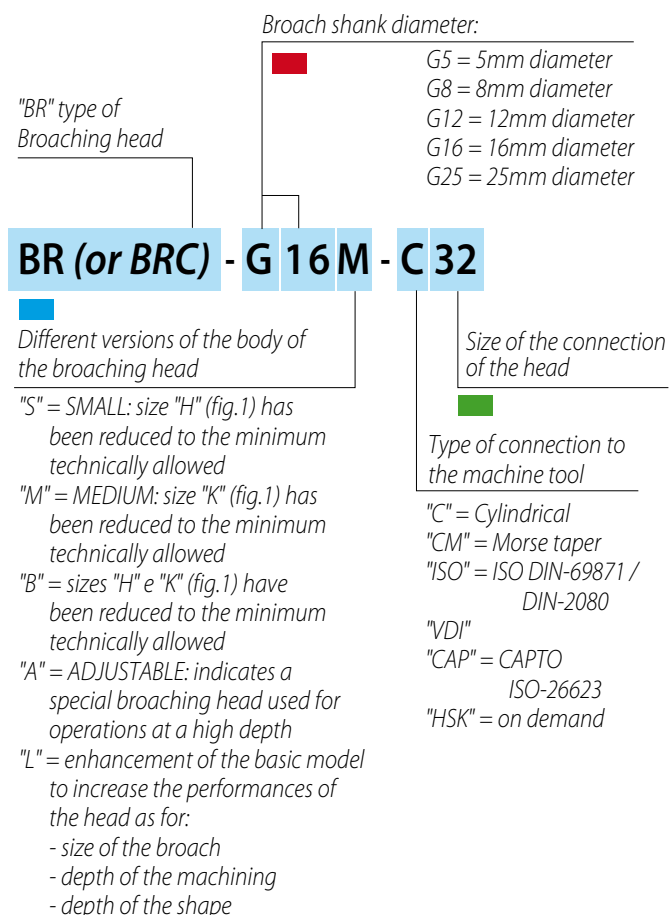 Broach shank diameter:
G5 = 5mm diameter
G8 = 8mm diameter
G12 = 12mm diameter
G16 = 16mm diameter
G25 = 25mm diameter
"BR" type of
Broaching head
BR (or BRC) - G 16 M - C 32
Different versions of the body of
the broaching head
"S" = SMALL: size "H" (fig.1) has
been reduced to the minimum
technically allowed
"M" = MEDIUM: size "K" (fig.1) has
been reduced to the minimum
technically allowed
"B" = sizes "H" e "K" (fig.1) have
been reduced to the minimum
technically allowed
"A" = ADJUSTABLE: indicates a
special broaching head used for
operations at a high depth
"L" = enhancement of the basic model
to increase the performances of
the head as for:
- size of the broach
- depth of the machining
- depth of the shape
Size of the connection
of the head
Type of connection to
the machine tool
"C" = Cylindrical
"CM" = Morse taper
"ISO" = ISO DIN-69871 /
DIN-2080
"VDI"
"CAP" = CAPTO
ISO-26623
"HSK" = on demand